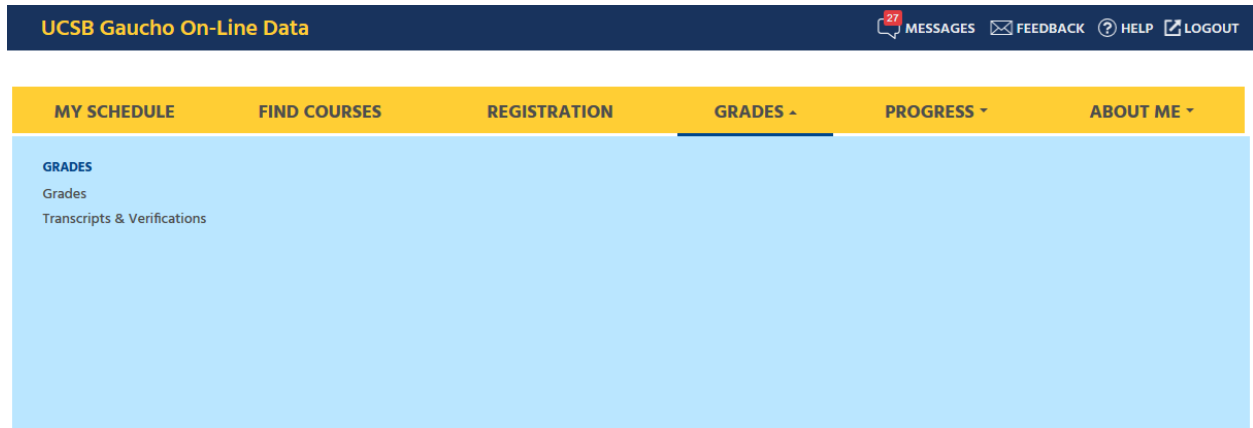 UCSB Gaucho On-Line Data 27 MESSAGES FEEDBACK ? HELP LOGOUT
MY SCHEDULE FIND COURSES REGISTRATION GRADES PROGRESS ABOUT ME
GRADES
Grades
Transcripts & Verifications